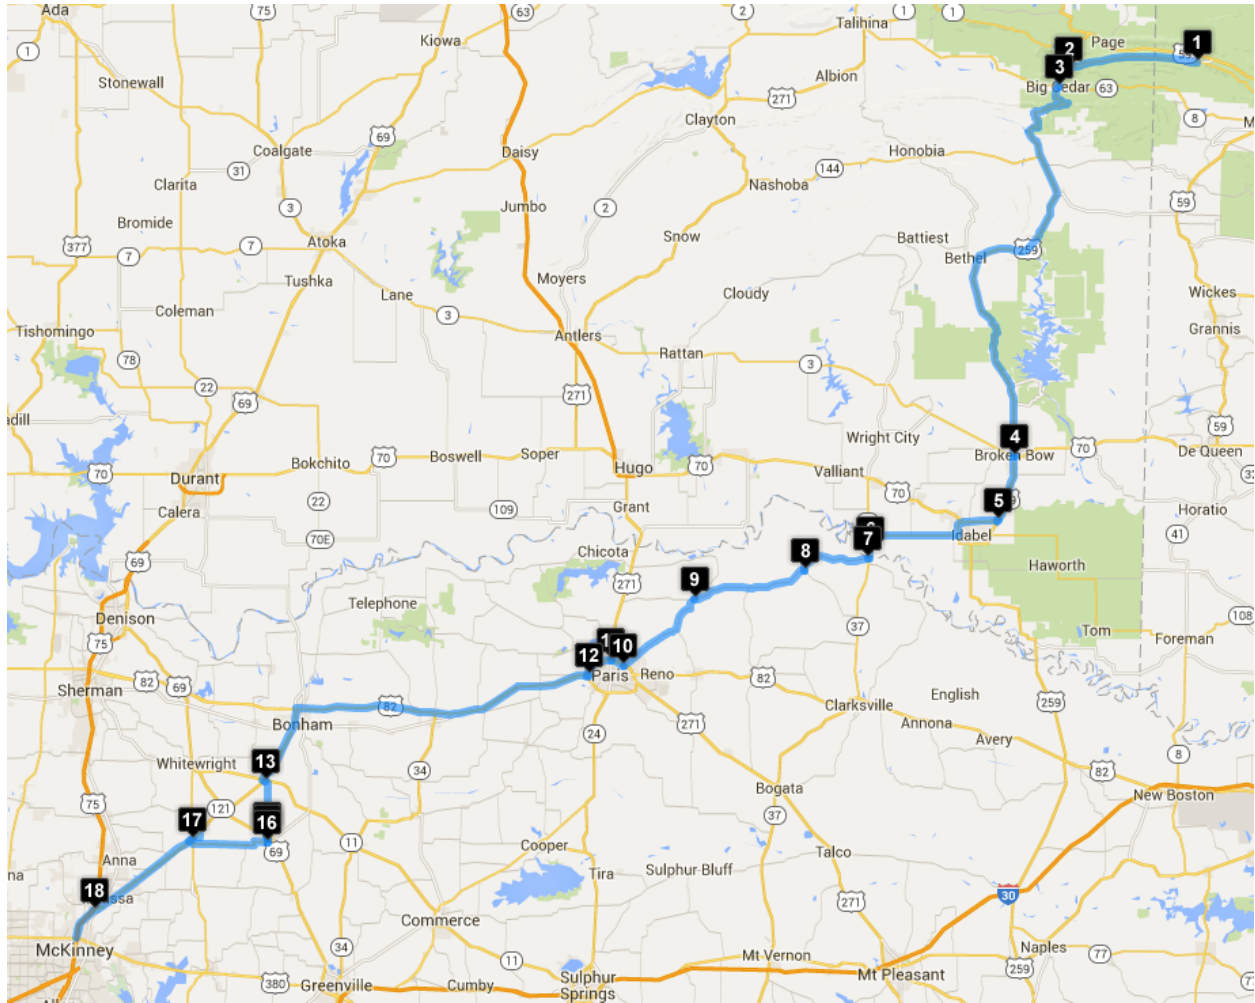 Ada
75
2
Talihina
1
1
63
Kiowa
1
Page
2
1
59
3
Stonewall
Albion
Big Cedar
63
271
8
Clayton
69
Coalgate
Daisy
Honobia
31
144
Clarita
Nashoba
59
3
Jumbo
2
Bromide
Snow
Battiest
377
7
7
Atoka
259
Bethel
Tushka
Moyers
Lane
Cloudy
Wickes
Coleman
3
Tishomingo
Antlers
Grannis
Rattan
78
3
22
271
69
59
Wright City
4
70
Bokchito
70
Boswell
Soper
Broken Bow
De Queen
70
Durant
Hugo
70
Valliant
70
22
5
Calera
109
Grant
Horatio
70E
7
Idabel
41
Chicota
8
69
271
Haworth
9
Telephone
Denison
108
75
37
Tom
Foreman
12
10
82
69
Paris
Reno
82
Sherman
English
82
Clarksville
259
Bonham
271
Annona
24
Avery
8
Whitewright
13
34
82
75
121
Bogata
New Boston
17
16
37
69
11
Anna
Cooper
Talco
Tira
Sulphur Bluff
18
30
271
Commerce
McKinney
34
Naples
77
11
Mt Vernon
259
380
Greenville
Cumby
Sulphur
Springs
Mt Pleasant